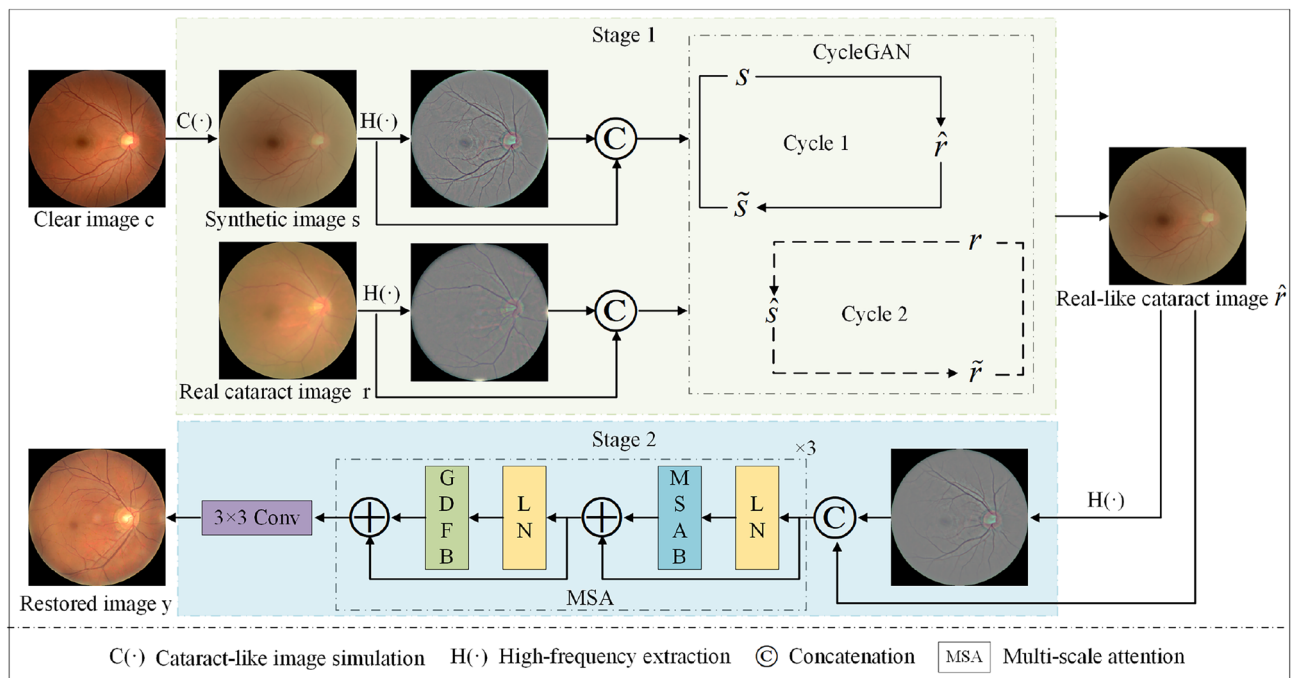 Stage 1
CycleGAN
C(·)
H(·)
C
s
Cycle 1
r̂
s̃
Clear image c
Synthetic image s
H(·)
C
r
ŝ
Cycle 2
r̃
Real cataract image r
Real-like cataract image r̂
Stage 2
×3
3×3 Conv
G
D
F
B
L
N
M
S
A
B
L
N
C
H(·)
MSA
Restored image y
C(·) Cataract-like image simulation H(·) High-frequency extraction © Concatenation MSA Multi-scale attention